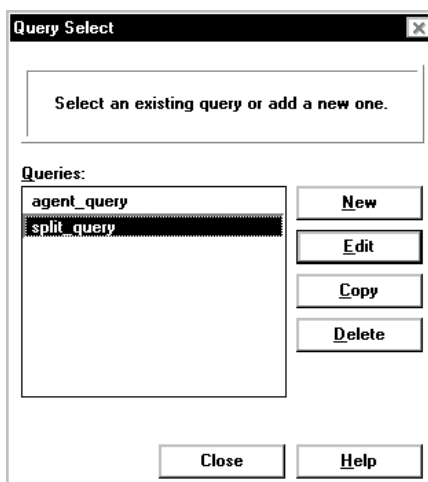 Query Select
Select an existing query or add a new one.
Queries:
agent_query
split_query
New
Edit
Copy
Delete
Close
Help